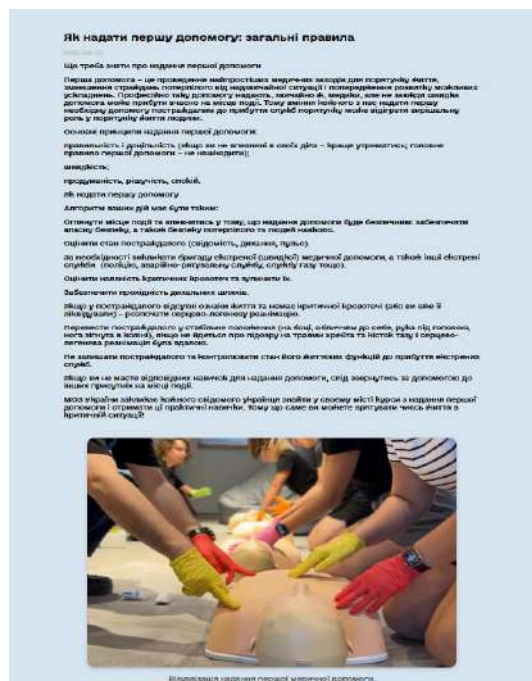 Як надати першу допомогу: загальні правила
Що треба знати про надання першої допомоги
Перша допомога – це проведення найпростіших медичних заходів для порятунку життя,
зменшення страждань потерпілого від надзвичайної ситуації і попередження розвитку можливих
ускладнень. Професійно таку допомогу надають, звичайно ж, медики, але не завжди швидка
допомога може прибути вчасно на місце події. Тому вміння кожного з нас надати першу
необхідну допомогу постраждалим до прибуття служб порятунку може відіграти вирішальну
роль у порятунку життя людини.
Основні принципи надання першої допомоги:
правильність і доцільність (якщо ви не впевнені в своїх діях – краще утриматись; головне
правило першої допомоги – не нашкодити);
швидкість;
продуманість, рішучість, спокій.
Як надати першу допомогу
Алгоритм ваших дій має бути таким:
Оглянути місце події та впевнитись у тому, що надання допомоги буде безпечним: забезпечити
власну безпеку, а також безпеку потерпілого та людей навколо.
Оцінити стан постраждалого (свідомість, дихання, пульс).
За необхідності викликати бригаду екстреної (швидкої) медичної допомоги, а також інші екстрені
служби (поліцію, аварійно-рятувальну службу, службу газу тощо).
Оцінити наявність критичних кровотеч та зупинити їх.
Забезпечити прохідність дихальних шляхів.
Якщо у постраждалого відсутні ознаки життя та немає критичної кровотечі (або ви вже її
ліквідували) – розпочати серцево-легеневу реанімацію.
Перевести постраждалого у стабільне положення (на боці, обличчям до себе, рука під головою,
нога зігнута в коліні), якщо не йдеться про підозру на травми хребта та кісток тазу і серцево-
легенева реанімація була вдалою.
Не залишати постраждалого та контролювати стан його життєвих функцій до прибуття екстрених
служб.
Якщо ви не маєте відповідних навичок для надання допомоги, слід звернутись за допомогою до
інших присутніх на місці події.
МОЗ України закликає кожного свідомого українця знайти у своєму місті курси з надання першої
допомоги і отримати ці практичні навички. Тому що саме ви можете врятувати чиєсь життя в
критичній ситуації!
Візуалізація надання першої медичної допомоги.